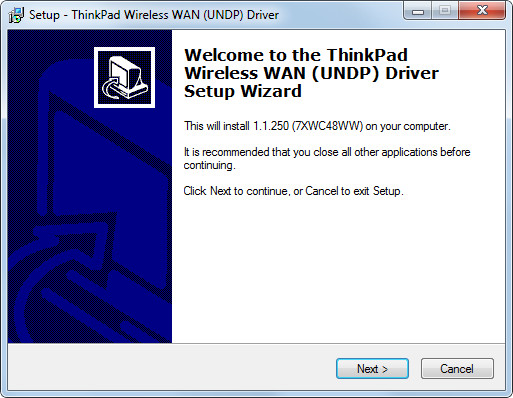 Setup - ThinkPad Wireless WAN (UNDP) Driver
Welcome to the ThinkPad
Wireless WAN (UNDP) Driver
Setup Wizard
This will install 1.1.250 (7XWC48WW) on your computer.
It is recommended that you close all other applications before
continuing.
Click Next to continue, or Cancel to exit Setup.
Next >
Cancel